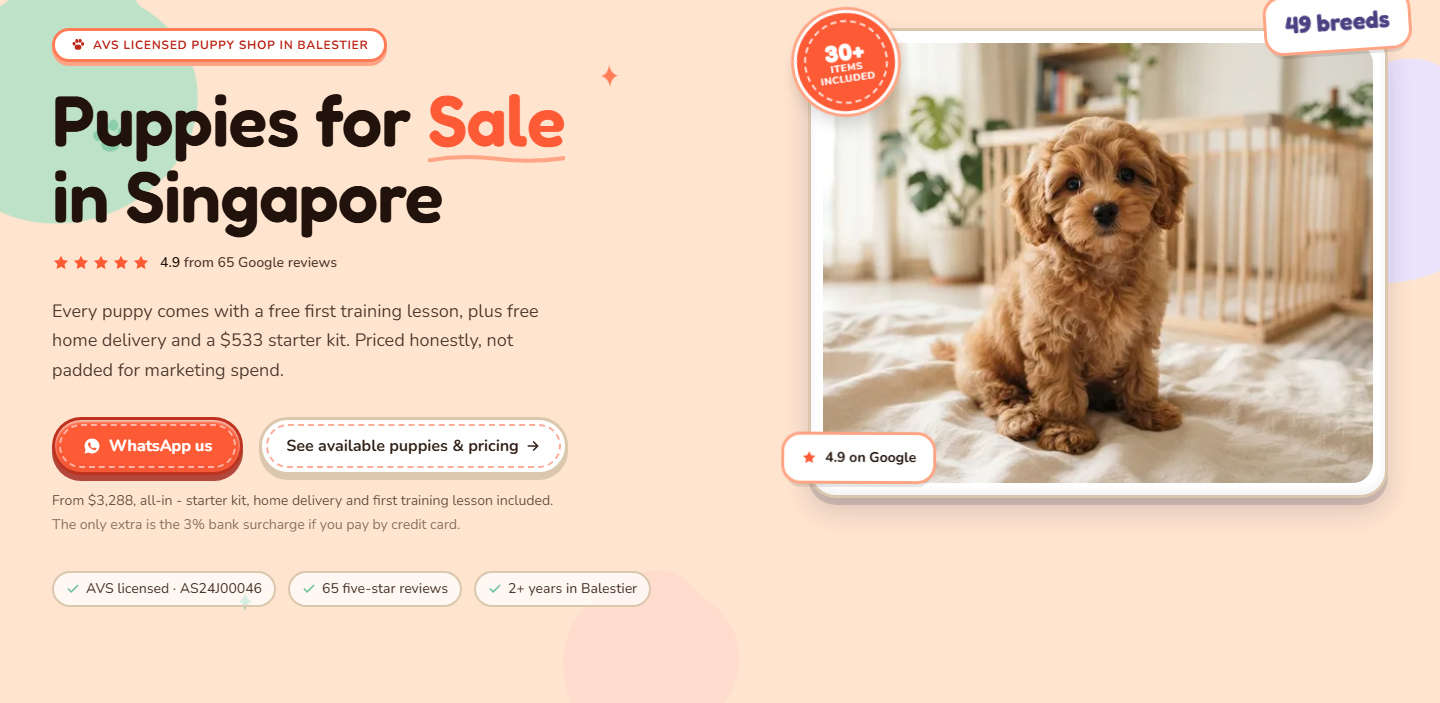 AVS LICENSED PUPPY SHOP IN BALESTIER
Puppies for Sale
in Singapore
4.9 from 65 Google reviews
Every puppy comes with a free first training lesson, plus free
home delivery and a $533 starter kit. Priced honestly, not
padded for marketing spend.
WhatsApp us
See available puppies & pricing →
From $3,288, all-in - starter kit, home delivery and first training lesson included.
The only extra is the 3% bank surcharge if you pay by credit card.
AVS licensed · AS24J00046
65 five-star reviews
2+ years in Balestier
30+
ITEMS
INCLUDED
49 breeds
4.9 on Google